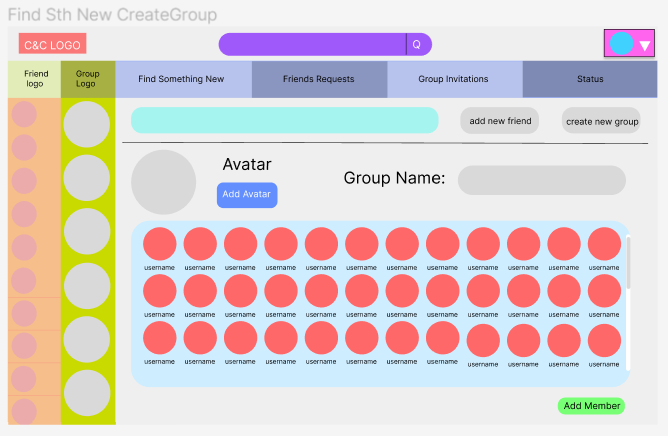 Find Sth New CreateGroup
C&C LOGO
Q
Friend
logo
Group
Logo
Find Something New
Friends Requests
Group Invitations
Status
add new friend
create new group
Avatar
Add Avatar
Group Name:
username username username username username username username username username username username username
username username username username username username username username username username username username
username username username username username username username username username username username username
Add Member